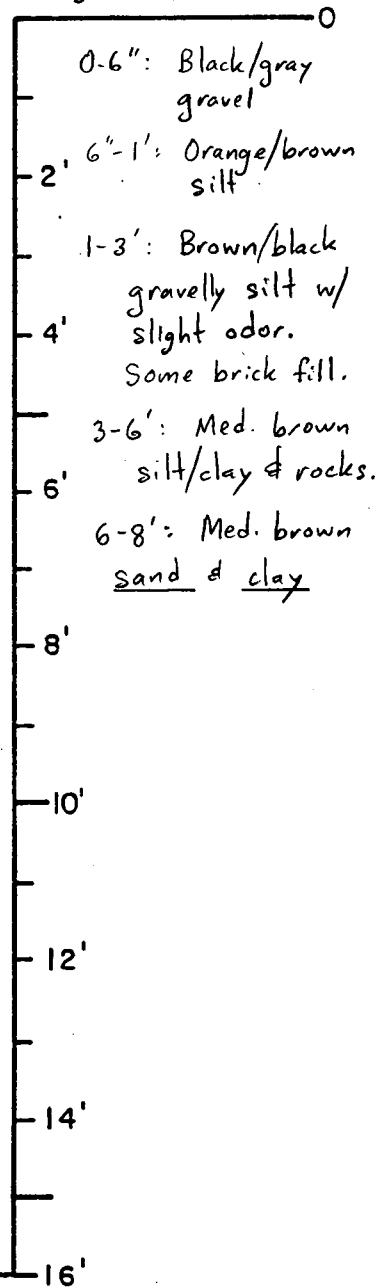 0
0-6": Black/gray
gravel
2' 6"-1': Orange/brown
silt
1-3': Brown/black
gravelly silt w/
4' slight odor.
Some brick fill.
3-6': Med. brown
silt/clay & rocks.
6'
6-8': Med. brown
sand & clay
8'
10'
12'
14'
16'